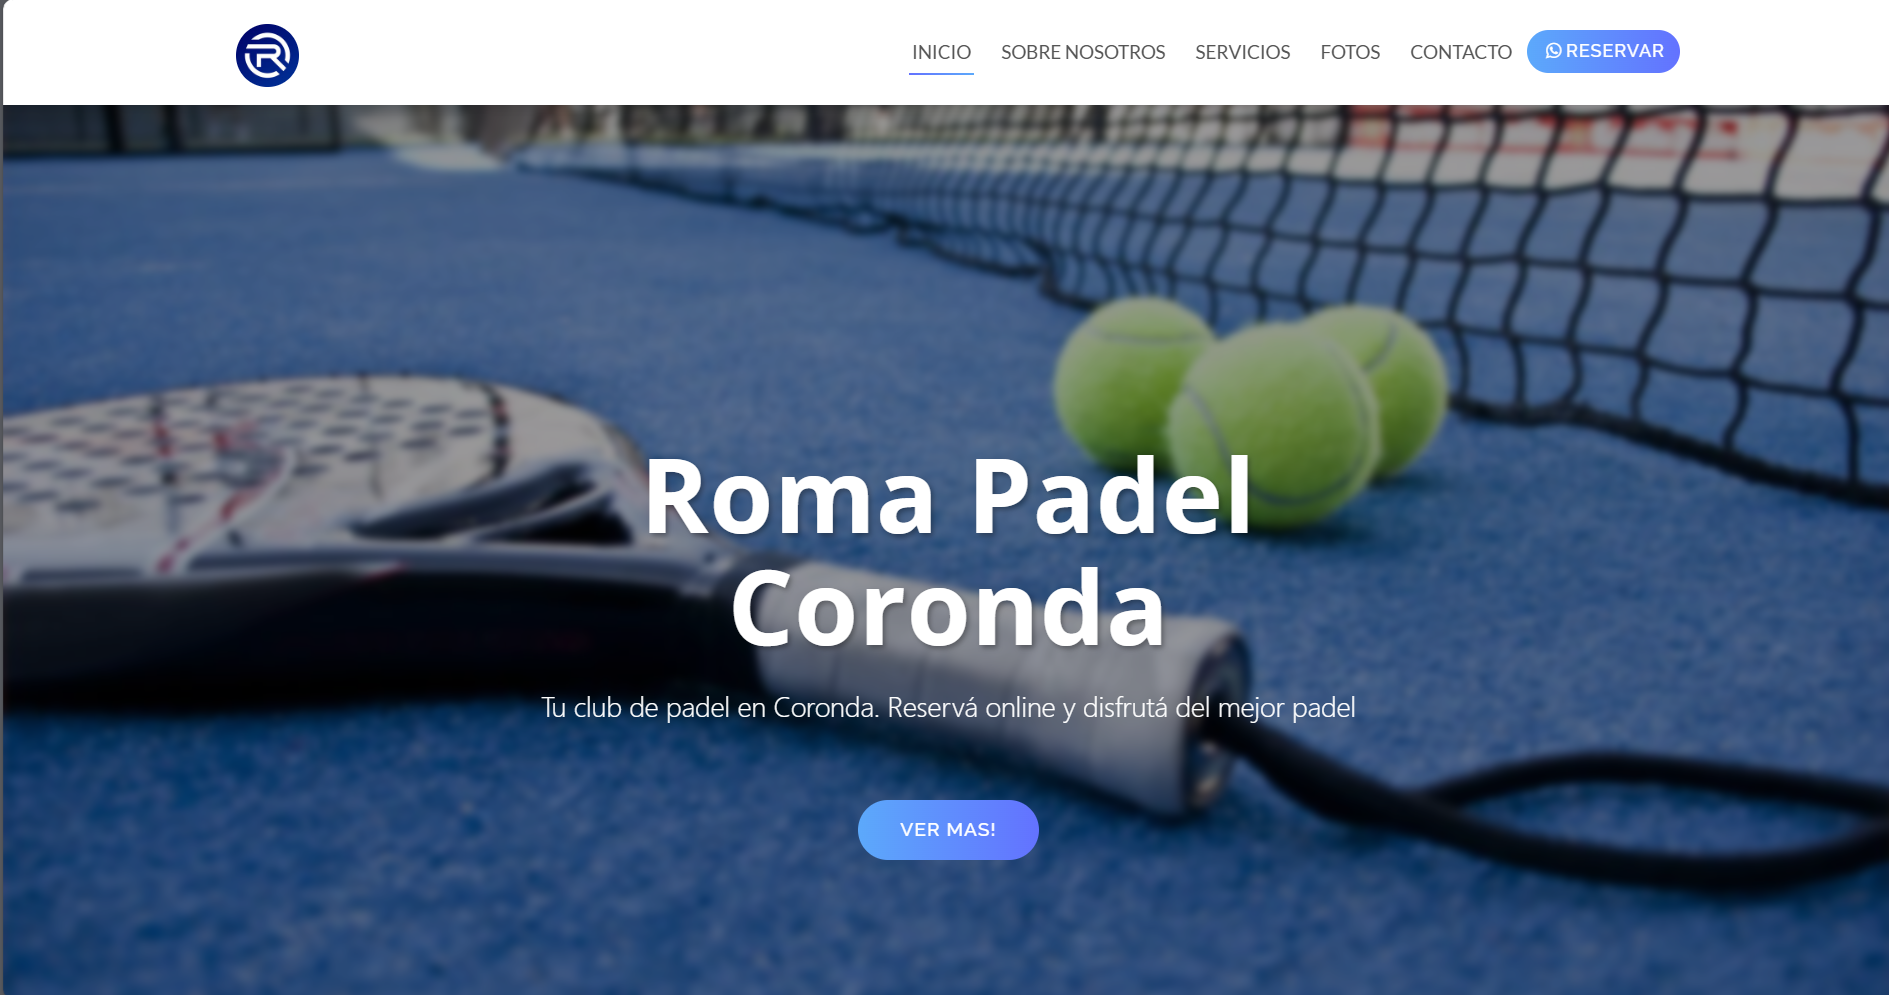 R
INICIO SOBRE NOSOTROS SERVICIOS FOTOS CONTACTO RESERVAR
Roma Padel
Coronda
Tu club de padel en Coronda. Reservá online y disfrutá del mejor padel
VER MAS!